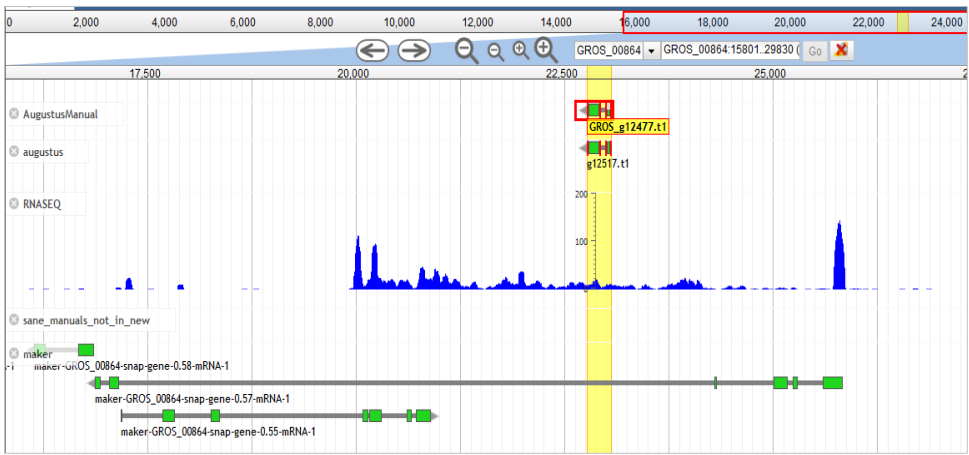 0 2,000 4,000 6,000 8,000 10,000 12,000 14,000 16,000 18,000 20,000 22,000 24,000
GROS_00864 GROS_00864:15801..29830 ( Go
17,500 20,000 22,500 25,000 2
AugustusManual
GROS_g12477.t1
augustus
g12517.t1
RNASEQ
200
100
0
sane_manuals_not_in_new
maker
-1 maker-GROS_00864-snap-gene-0.58-mRNA-1
maker-GROS_00864-snap-gene-0.57-mRNA-1
maker-GROS_00864-snap-gene-0.55-mRNA-1